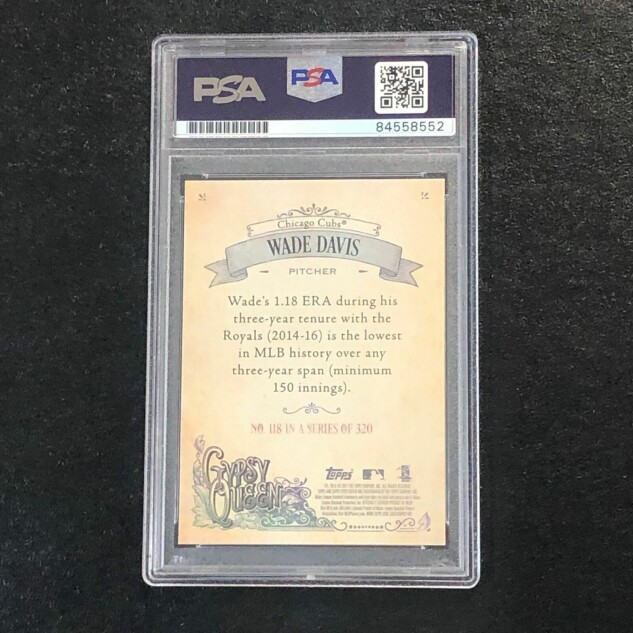 PSA PSA
84558552
Chicago Cubs®
WADE DAVIS
PITCHER
Wade's 1.18 ERA during his
three-year tenure with the
Royals (2014-16) is the lowest
in MLB history over any
three-year span (minimum
150 innings).
NO. 118 IN A SERIES OF 320
GYPSY
QUEEN
Topps